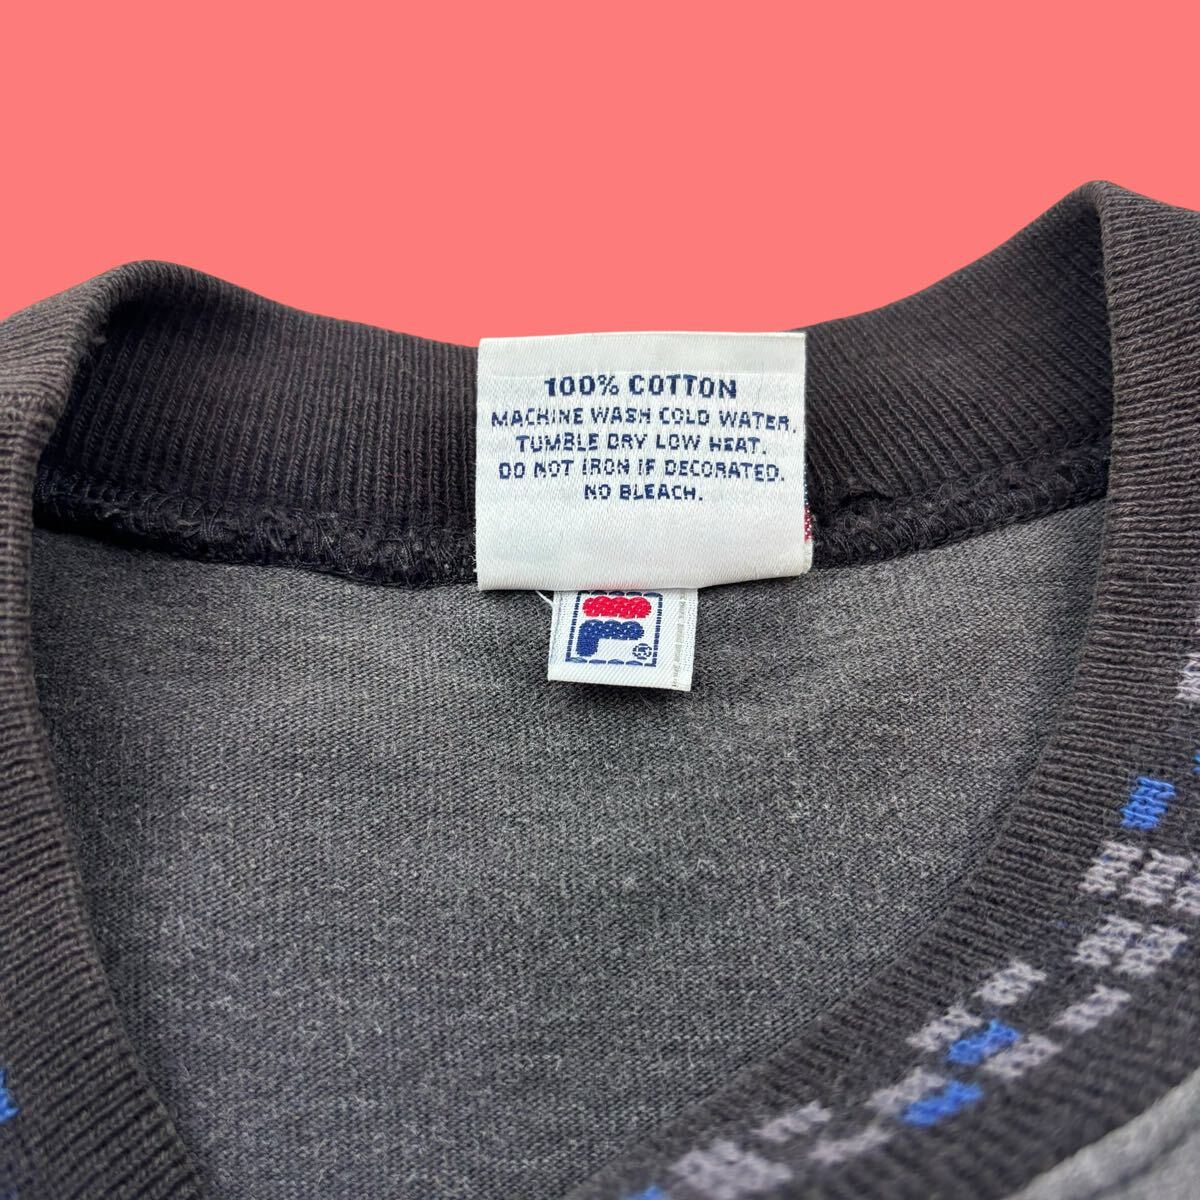 100% COTTON
MACHINE WASH COLD WATER.
TUMBLE DRY LOW HEAT.
DO NOT IRON IF DECORATED.
NO BLEACH.
®